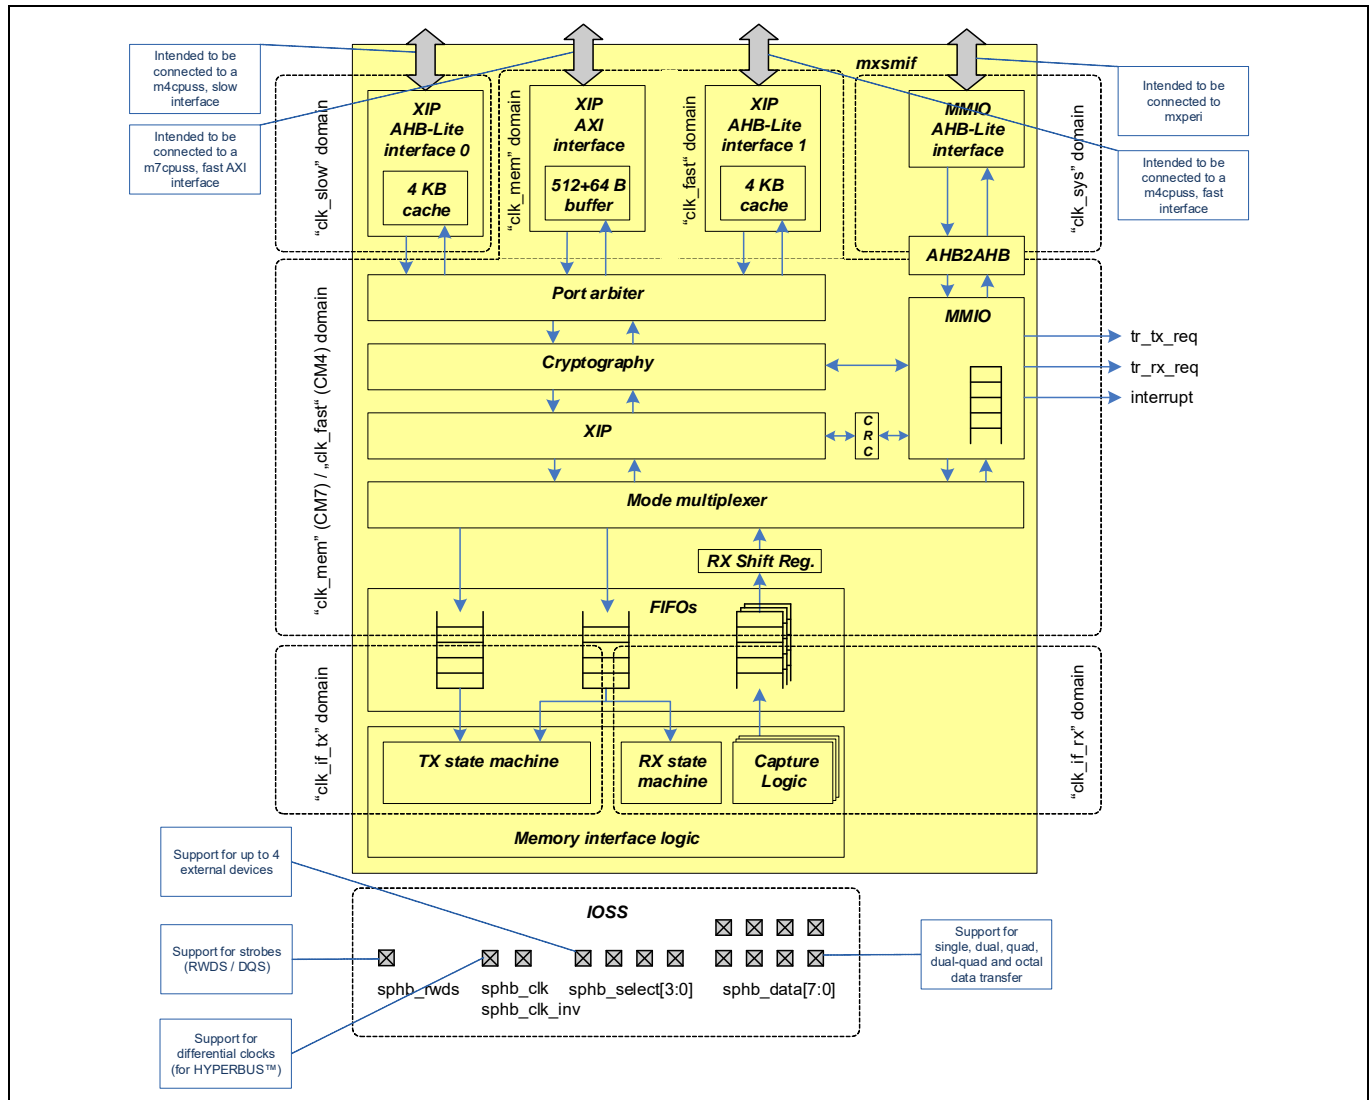 Intended to be
connected to a
m4cpuss, slow
interface
Intended to be
connected to a
m7cpuss, fast AXI
interface
mxsmif
Intended to be
connected to
mxperi
Intended to be
connected to a
m4cpuss, fast
interface
“clk_slow” domain
XIP
AHB-Lite
interface 0
4 KB
cache
“clk_mem” domain
XIP
AXI
interface
512+64 B
buffer
“clk_fast“ domain
XIP
AHB-Lite
interface 1
4 KB
cache
MMIO
AHB-Lite
interface
“clk_sys” domain
AHB2AHB
“clk_mem” (CM7) / „clk_fast“ (CM4) domain
Port arbiter
MMIO
Cryptography
XIP
C
R
C
tr_tx_req
tr_rx_req
interrupt
Mode multiplexer
RX Shift Reg.
FIFOs
“clk_if_tx” domain
TX state machine
RX state
machine
Capture
Logic
“clk_if_rx” domain
Memory interface logic
Support for up to 4
external devices
IOSS
Support for strobes
(RWDS / DQS)
sphb_rwds
sphb_clk
sphb_clk_inv
sphb_select[3:0]
sphb_data[7:0]
Support for
single, dual, quad,
dual-quad and octal
data transfer
Support for
differential clocks
(for HYPERBUS™)